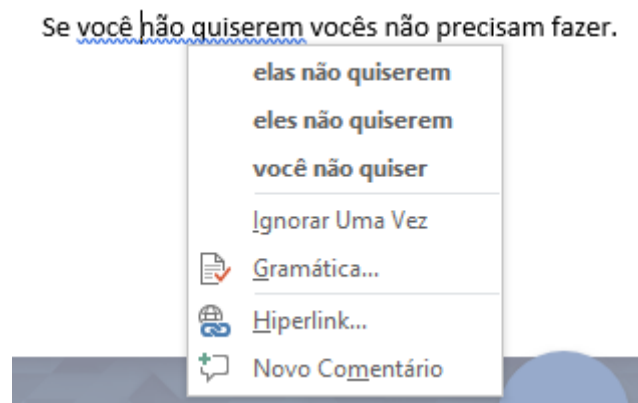 Se você não quiserem vocês não precisam fazer.
elas não quiserem
eles não quiserem
você não quiser
Ignorar Uma Vez
Gramática...
Hiperlink...
Novo Comentário